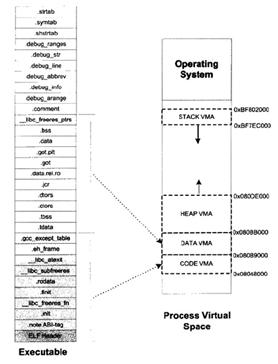 .strtab
.symtab
.shstrtab
.debug_ranges
.debug_str
.debug_line
.debug_abbrev
.debug_info
.debug_arange
.comment
__libc_freeres_ptrs
.bss
.data
.got.plt
.got
.data.rel.ro
.jcr
.dtors
.ctors
.tbss
.tdata
.gcc_except_table
.eh_frame
__libc_atexit
__libc_subfreeres
.rodata
.fini
__libc_freeres_fn
.init
.note.ABI-tag
ELF Header
Executable
Operating
System
0xBF802000
STACK VMA
0xBF7EC000
0x080DE000
HEAP VMA
0x080BB000
DATA VMA
0x080B9000
CODE VMA
0x08048000
Process Virtual
Space